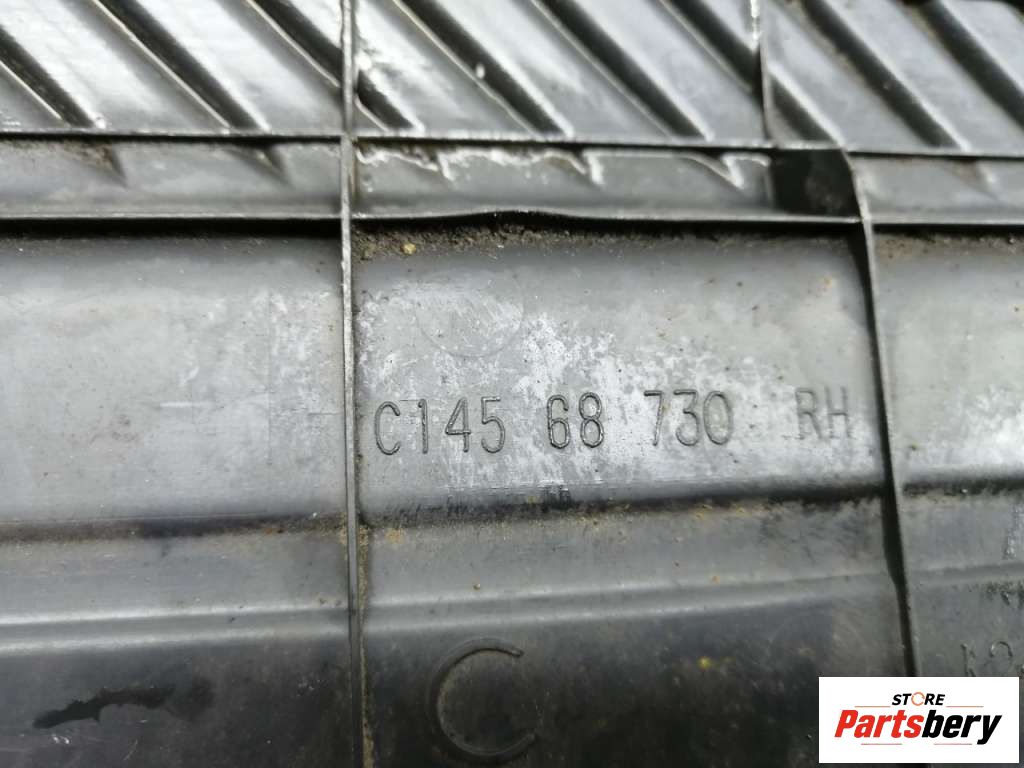 C145 68 730 RH
C
STORE
Partsbery